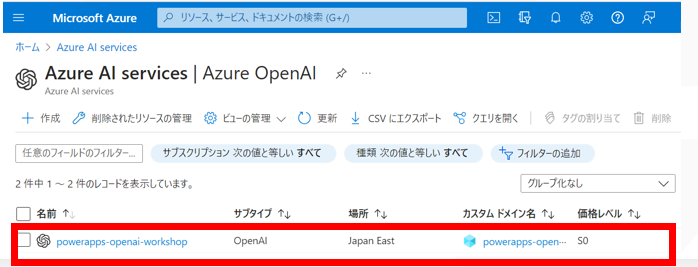 Microsoft Azure
リソース、サービス、ドキュメントの検索 (G+/)
ホーム > Azure AI services >
Azure AI services | Azure OpenAI
Azure AI services
作成 削除されたリソースの管理 ビューの管理 更新 CSV にエクスポート クエリを開く タグの割り当て 削除
任意のフィールドのフィルター... サブスクリプション 次の値と等しい すべて 種類 次の値と等しい すべて フィルターの追加
2 件中 1 ～ 2 件のレコードを表示しています。
グループ化なし
名前 ↑↓ サブタイプ ↑↓ 場所 ↑↓ カスタム ドメイン名 ↑↓ 価格レベル ↑↓
powerapps-openai-workshop OpenAI Japan East powerapps-open... S0